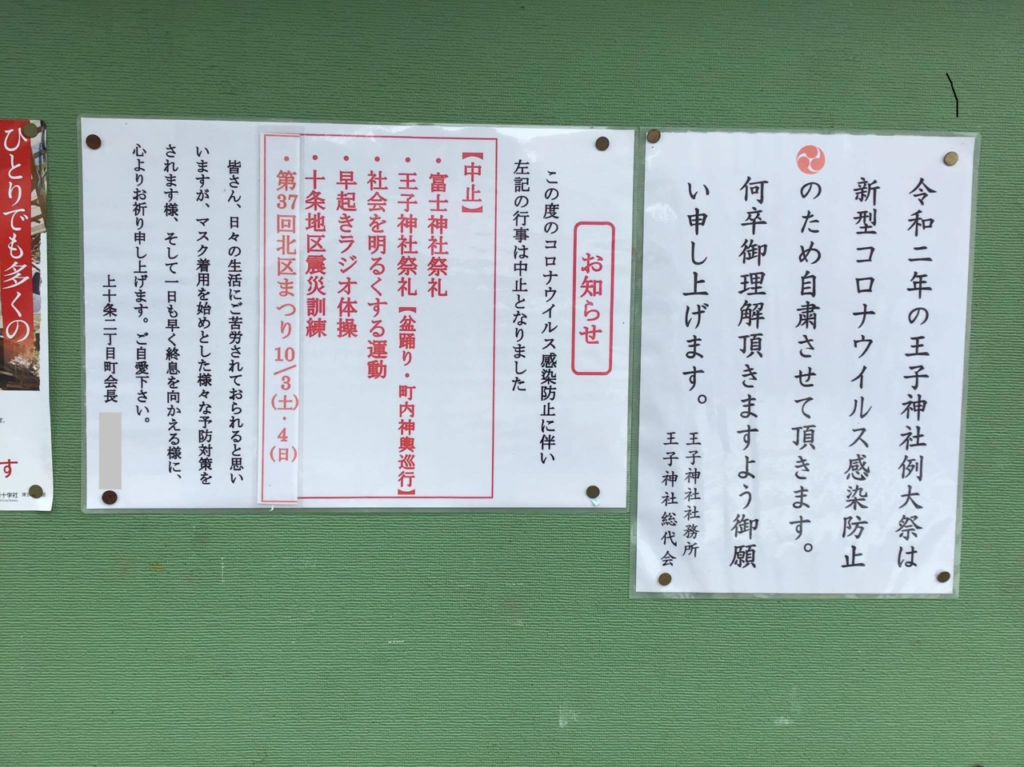 令和二年の王子神社例大祭は
新型コロナウイルス感染防止
のため自粛させて頂きます。
何卒御理解頂きますよう御願
い申し上げます。
王子神社社務所
王子神社総代会
お知らせ
この度のコロナウイルス感染防止に伴い
左記の行事は中止となりました
【中止】
・富士神社祭礼
・王子神社祭礼【盆踊り・町内神輿巡行】
・社会を明るくする運動
・早起きラジオ体操
・十条地区震災訓練
・第37回北区まつり 10/3(土)・4(日)
皆さん、日々の生活にご苦労されておられると思い
いますが、マスク着用を始めとした様々な予防対策を
されます様、そして一日も早く終息を向かえる様に、
心よりお祈り申し上げます。ご自愛下さい。
上十条二丁目町会長
ひとりでも多くの
す